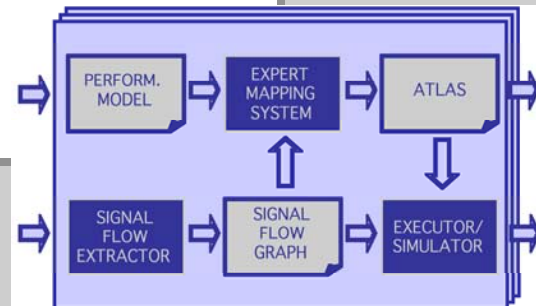 PERFORM.
MODEL
EXPERT
MAPPING
SYSTEM
ATLAS
SIGNAL
FLOW
EXTRACTOR
SIGNAL
FLOW
GRAPH
EXECUTOR/
SIMULATOR